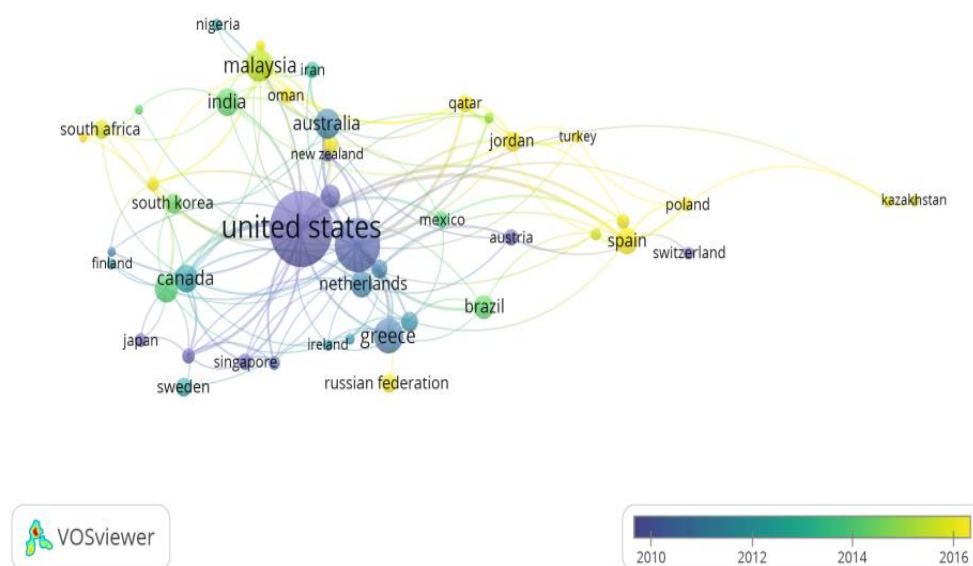 nigeria
malaysia
iran
oman
india
qatar
australia
south africa
jordan
turkey
new zealand
south korea
poland
kazakhstan
united states
mexico
austria
spain
switzerland
finland
canada
netherlands
brazil
japan
greece
ireland
singapore
sweden
russian federation
VOSviewer
2010 2012 2014 2016